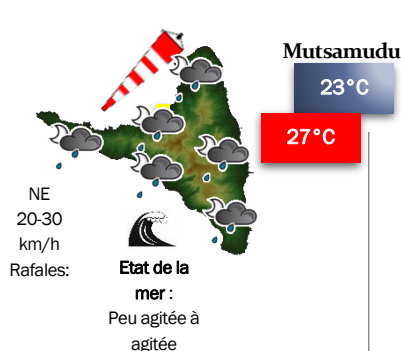 Mutsamudu
23°C
27°C
NE
20-30
km/h
Rafales:
Etat de la
mer :
Peu agitée à
agitée